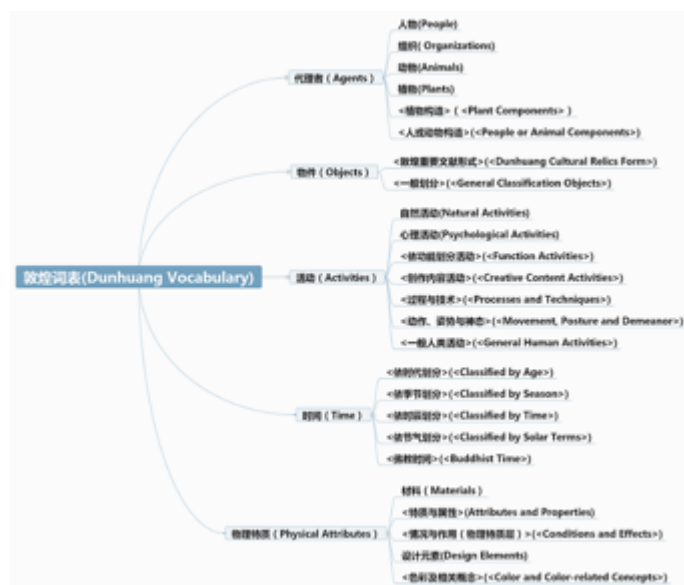 敦煌词表(Dunhuang Vocabulary)
代理者（Agents）
人物(People)
组织( Organizations)
动物(Animals)
植物(Plants)
<植物构造>（<Plant Components>）
<人或动物构造>(<People or Animal Components>)
物件（Objects）
<敦煌重要文献形式>(<Dunhuang Cultural Relics Form>)
<一般划分>(<General Classification Objects>)
活动（Activities）
自然活动(Natural Activities)
心理活动(Psychological Activities)
<依功能划分活动>(<Function Activities>)
<创作内容活动>(<Creative Content Activities>)
<过程与技术>(<Processes and Techniques>)
<动作、姿势与神态>(<Movement, Posture and Demeanor>)
<一般人类活动>(<General Human Activities>)
时间（Time）
<依时代划分>(<Classified by Age>)
<依季节划分>(<Classified by Season>)
<依时辰划分>(<Classified by Time>)
<依节气划分>(<Classified by Solar Terms>)
<佛教时间>(<Buddhist Time>)
物理特质（Physical Attributes）
材料（Materials）
<特质与属性>(Attributes and Properties)
<情况与作用（物理特质层）>(<Conditions and Effects>)
设计元素(Design Elements)
<色彩及相关概念>(<Color and Color-related Concepts>)